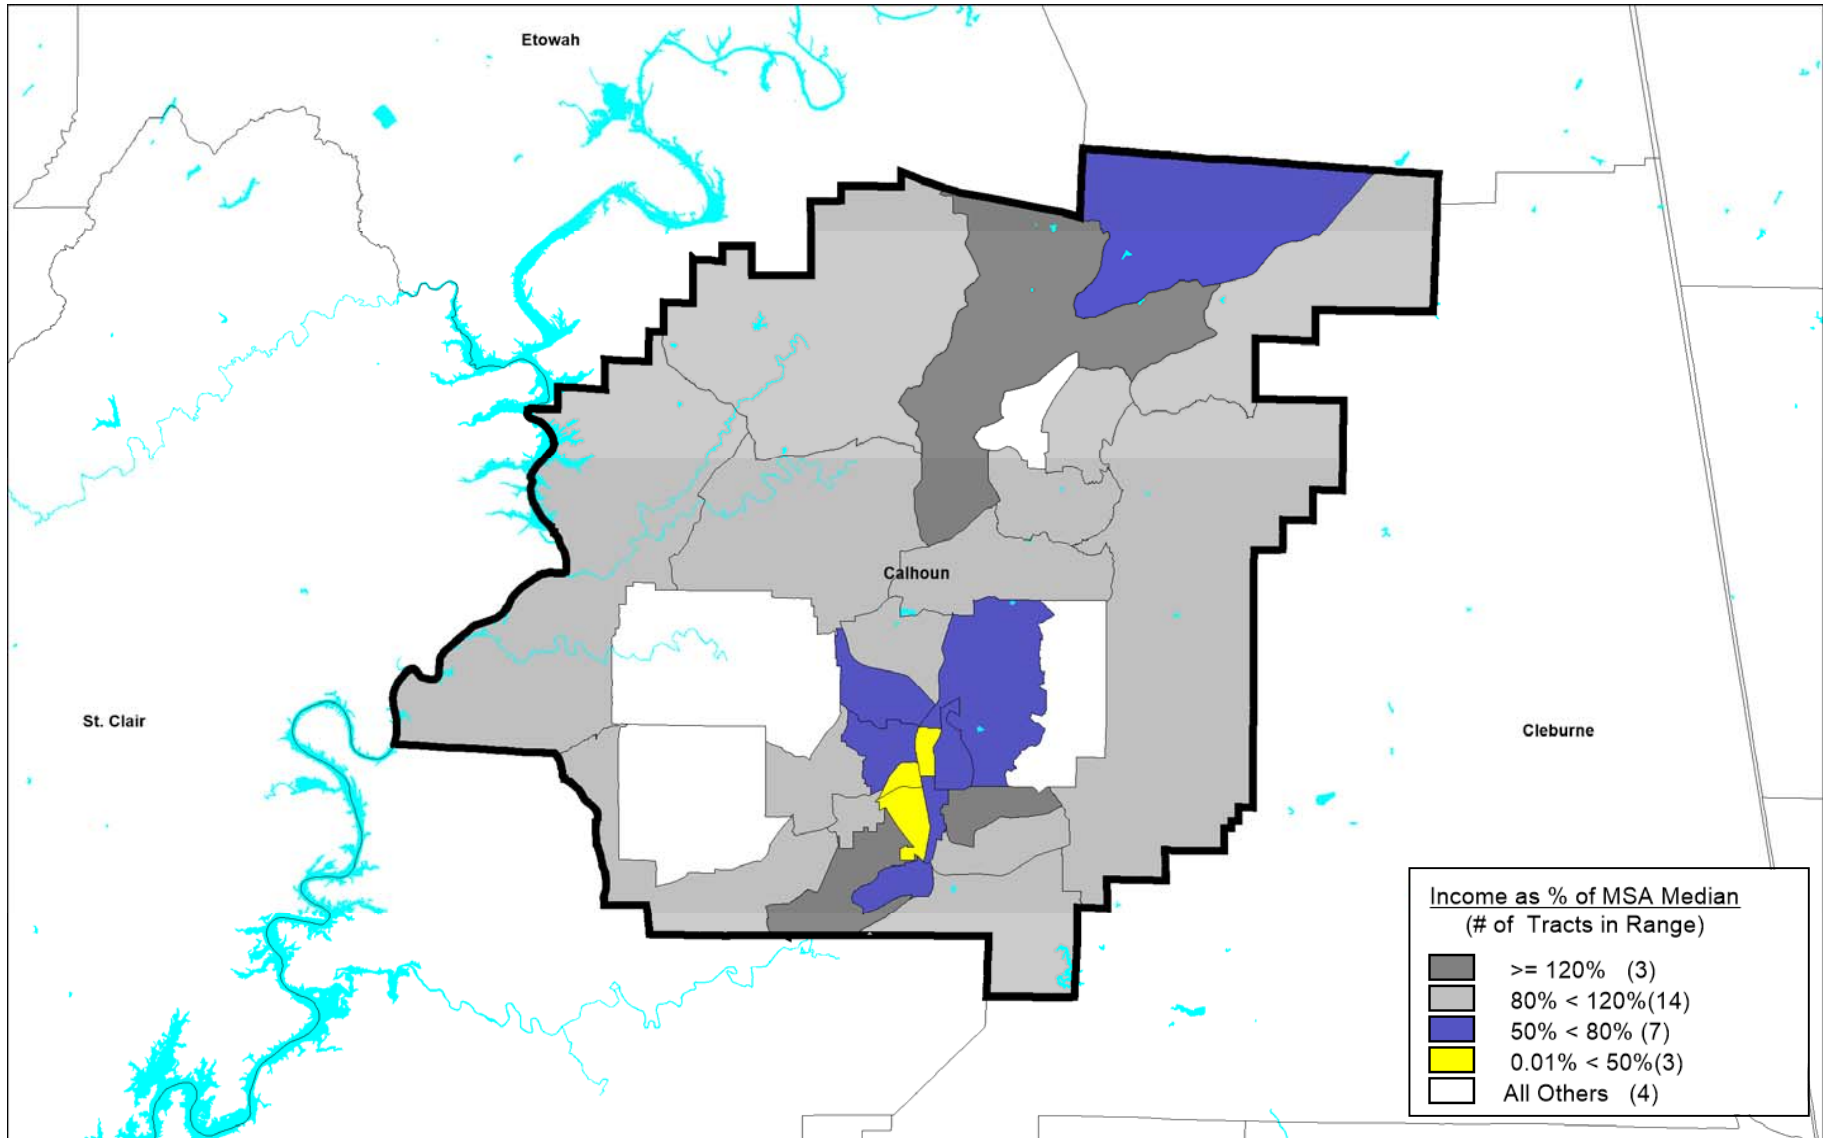 Etowah
Calhoun
St. Clair
Cleburne
Income as % of MSA Median
(# of Tracts in Range)
>= 120% (3)
80% < 120%(14)
50% < 80% (7)
0.01% < 50%(3)
All Others (4)